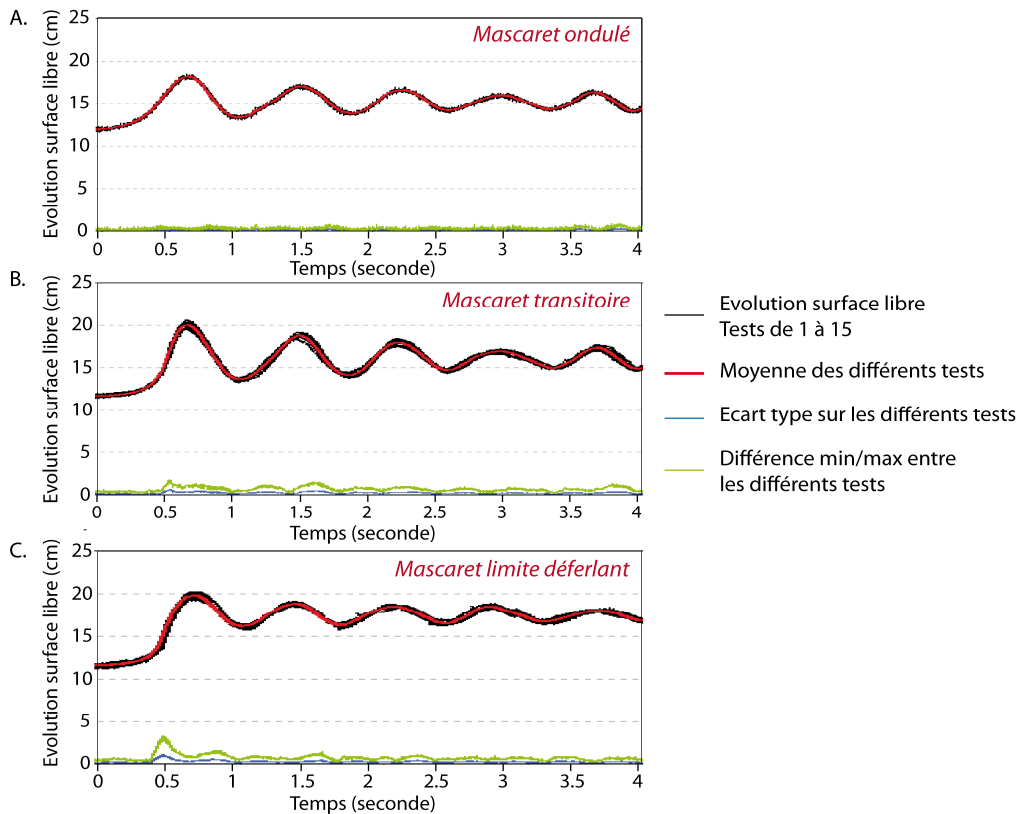 A.
Mascaret ondulé
Evolution surface libre (cm)
25
20
15
10
5
0
0 0.5 1 1.5 2 2.5 3 3.5 4
Temps (seconde)
B.
Mascaret transitoire
Evolution surface libre (cm)
25
20
15
10
5
0
0 0.5 1 1.5 2 2.5 3 3.5 4
Temps (seconde)
Evolution surface libre
Tests de 1 à 15
Moyenne des différents tests
Ecart type sur les différents tests
Différence min/max entre
les différents tests
C.
Mascaret limite déferlant
Evolution surface libre (cm)
25
20
15
10
5
0
0 0.5 1 1.5 2 2.5 3 3.5 4
Temps (seconde)